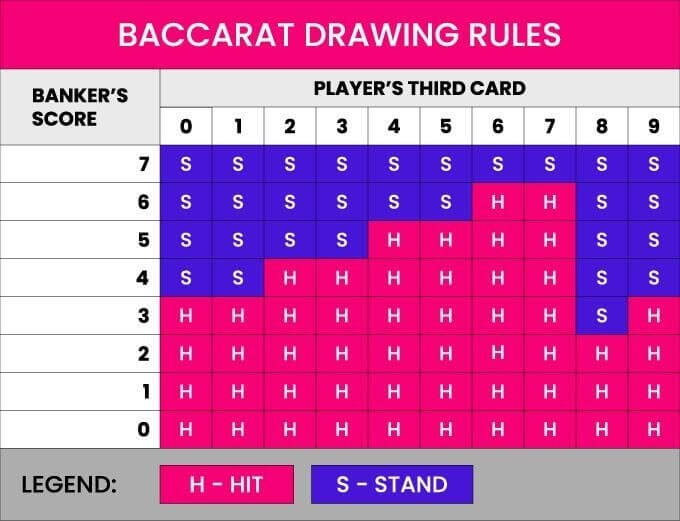 BACCARAT DRAWING RULES
BANKER'S SCORE
PLAYER'S THIRD CARD
0 1 2 3 4 5 6 7 8 9
7 S S S S S S S S S S
6 S S S S S S H H S S
5 S S S S H H H H S S
4 S S H H H H H H S S
3 H H H H H H H H S H
2 H H H H H H H H H H
1 H H H H H H H H H H
0 H H H H H H H H H H
LEGEND: H - HIT S - STAND